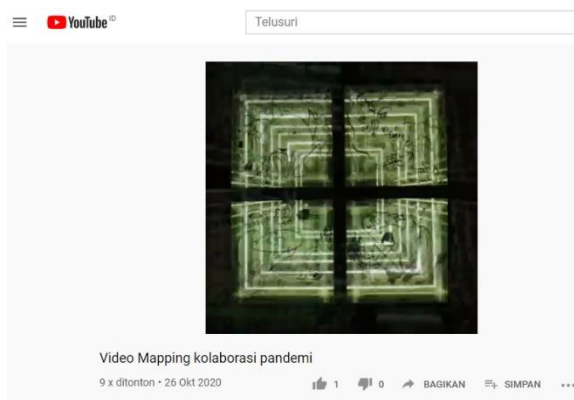 YouTube ID
Telusuri
Video Mapping kolaborasi pandemi
9 x ditonton • 26 Okt 2020
1
0
BAGIKAN
SIMPAN